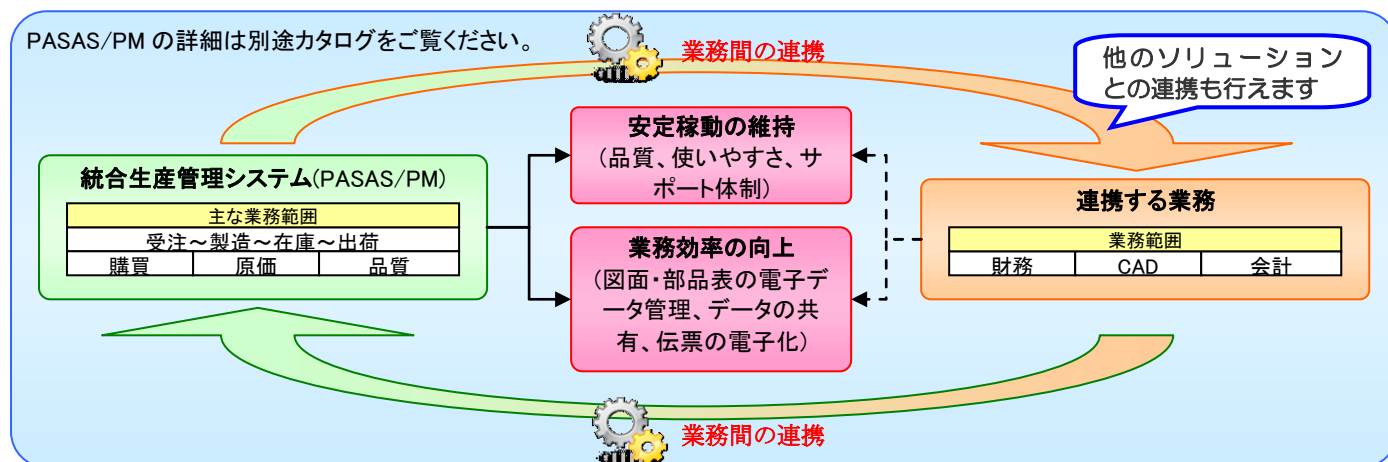 PASAS/PM の詳細は別途カタログをご覧ください。
業務間の連携
他のソリューション
との連携も行えます
統合生産管理システム(PASAS/PM)
主な業務範囲
受注～製造～在庫～出荷
購買 原価 品質
安定稼動の維持
(品質、使いやすさ、サ
ポート体制)
業務効率の向上
(図面・部品表の電子デ
ータ管理、データの共
有、伝票の電子化)
連携する業務
業務範囲
財務 CAD 会計
業務間の連携